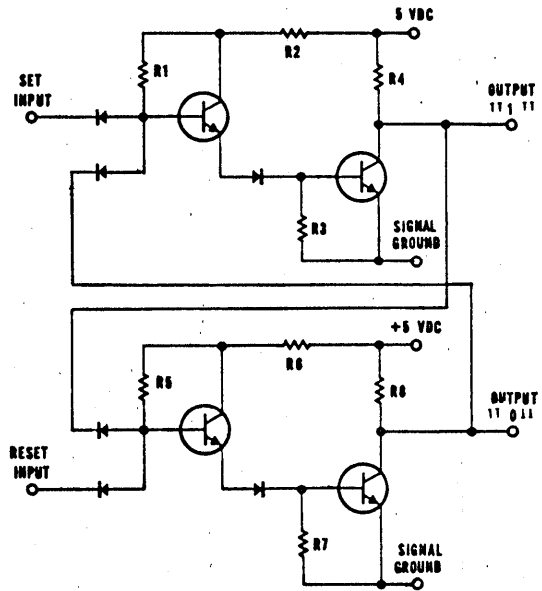 5 VDC
R2
R1
R4
SET
INPUT
OUTPUT
"1"
R3
SIGNAL
GROUND
+5 VDC
R6
R5
R8
OUTPUT
"0"
RESET
INPUT
R7
SIGNAL
GROUND